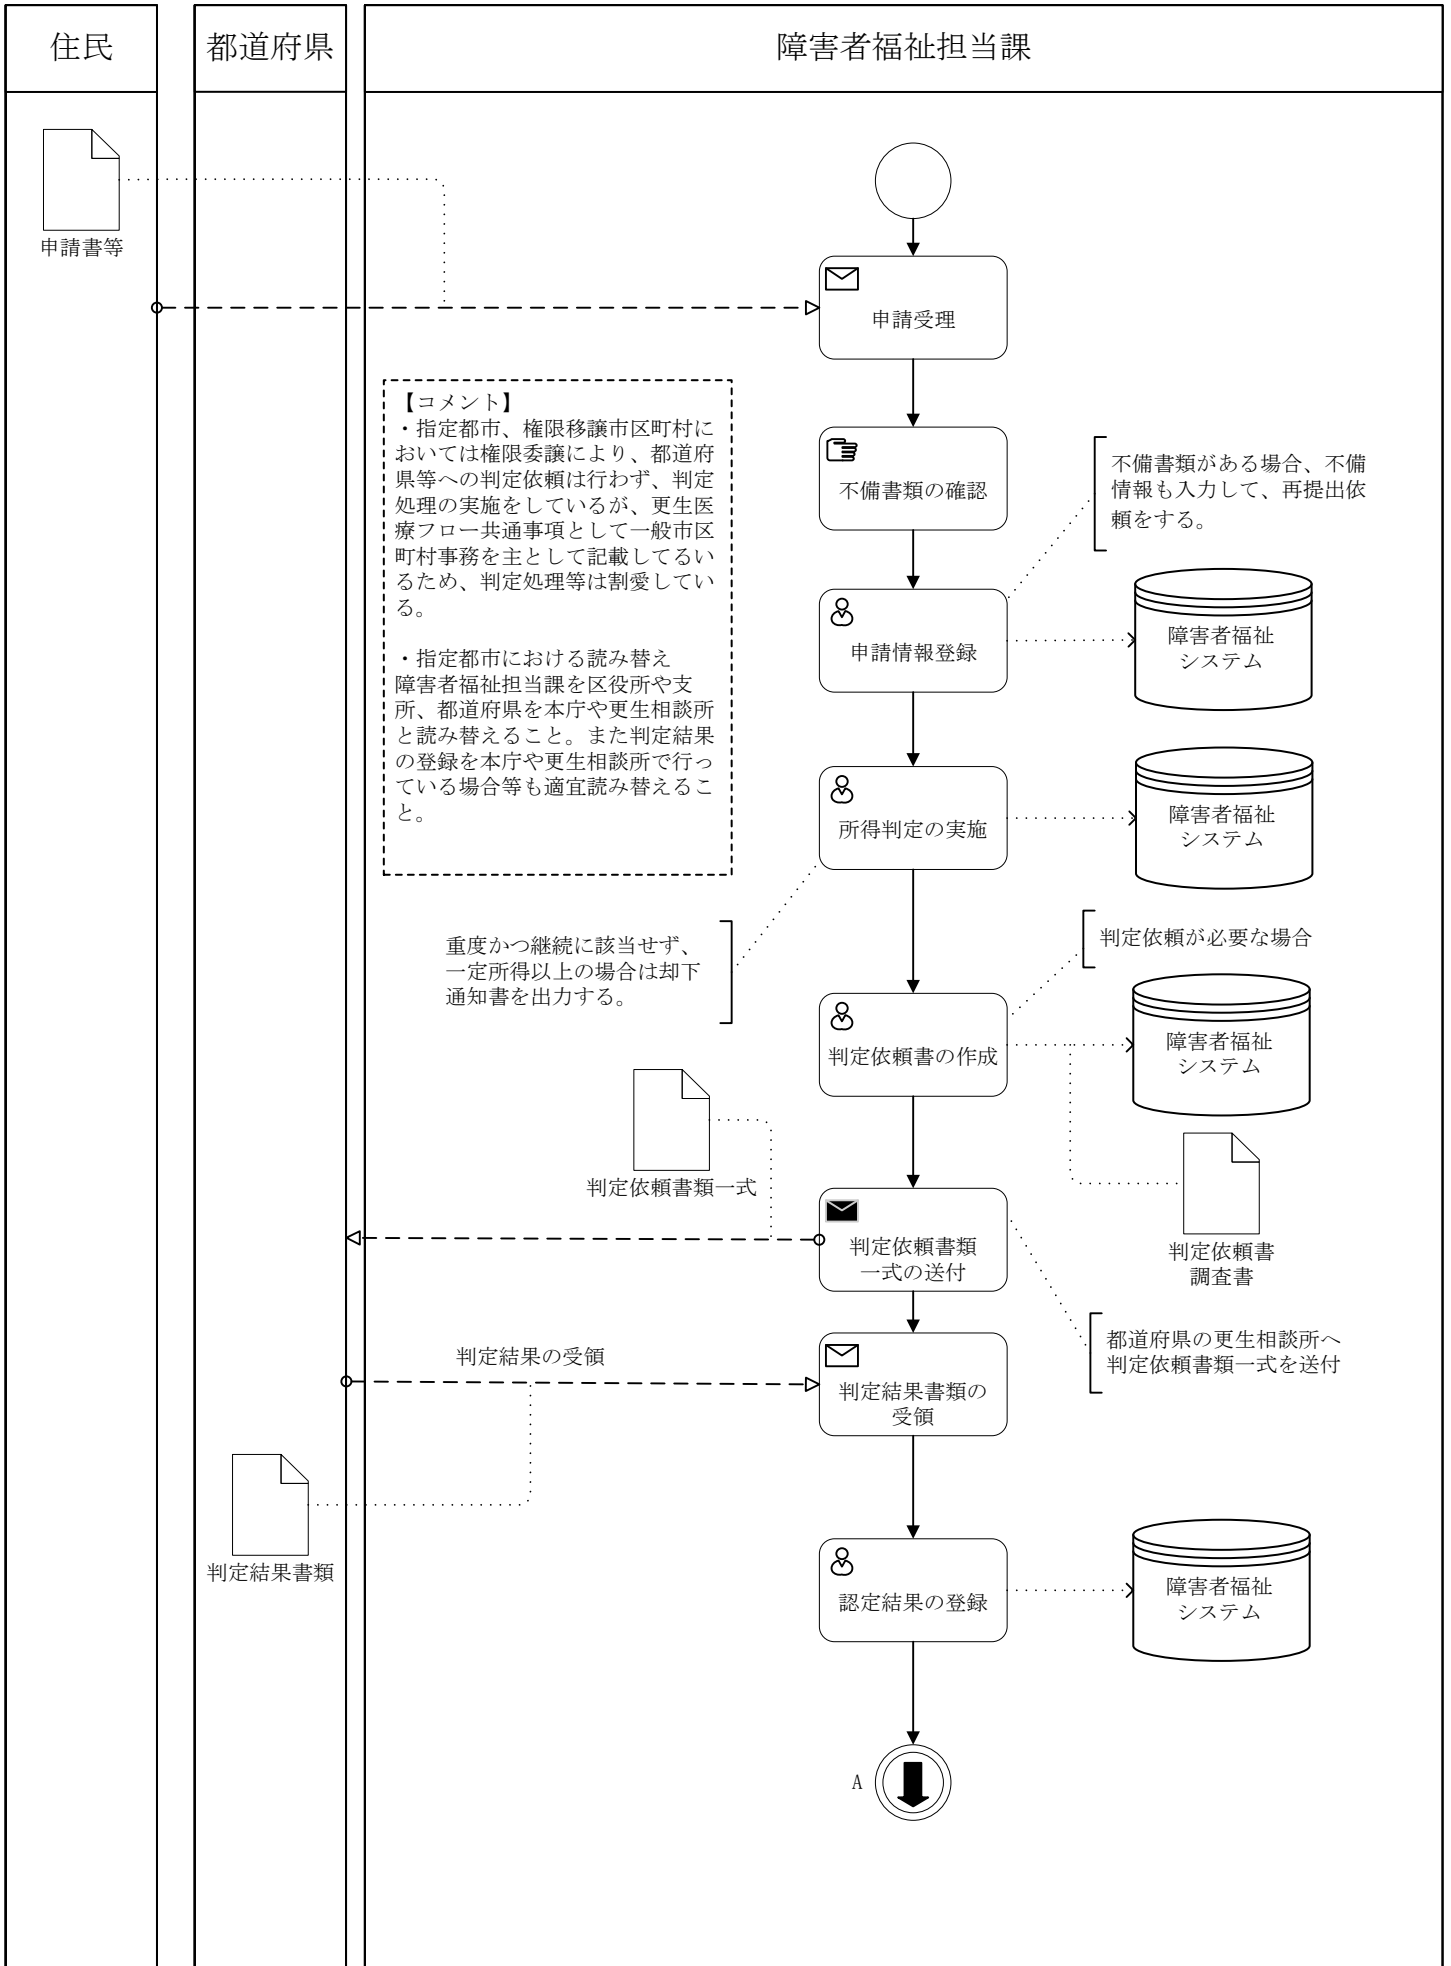 住民
都道府県
障害者福祉担当課
申請書等
申請受理
【コメント】
・指定都市、権限移譲市区町村に
おいては権限委譲により、都道府
県等への判定依頼は行わず、判定
処理の実施をしているが、更生医
療フロー共通事項として一般市区
町村事務を主として記載してるい
るため、判定処理等は割愛してい
る。
・指定都市における読み替え
障害者福祉担当課を区役所や支
所、都道府県を本庁や更生相談所
と読み替えること。また判定結果
の登録を本庁や更生相談所で行っ
ている場合等も適宜読み替えるこ
と。
不備書類の確認
不備書類がある場合、不備
情報も入力して、再提出依
頼をする。
申請情報登録
障害者福祉
システム
所得判定の実施
障害者福祉
システム
重度かつ継続に該当せず、
一定所得以上の場合は却下
通知書を出力する。
判定依頼が必要な場合
判定依頼書の作成
障害者福祉
システム
判定依頼書類一式
判定依頼書
調査書
判定依頼書類
一式の送付
都道府県の更生相談所へ
判定依頼書類一式を送付
判定結果の受領
判定結果書類の
受領
判定結果書類
認定結果の登録
障害者福祉
システム
A